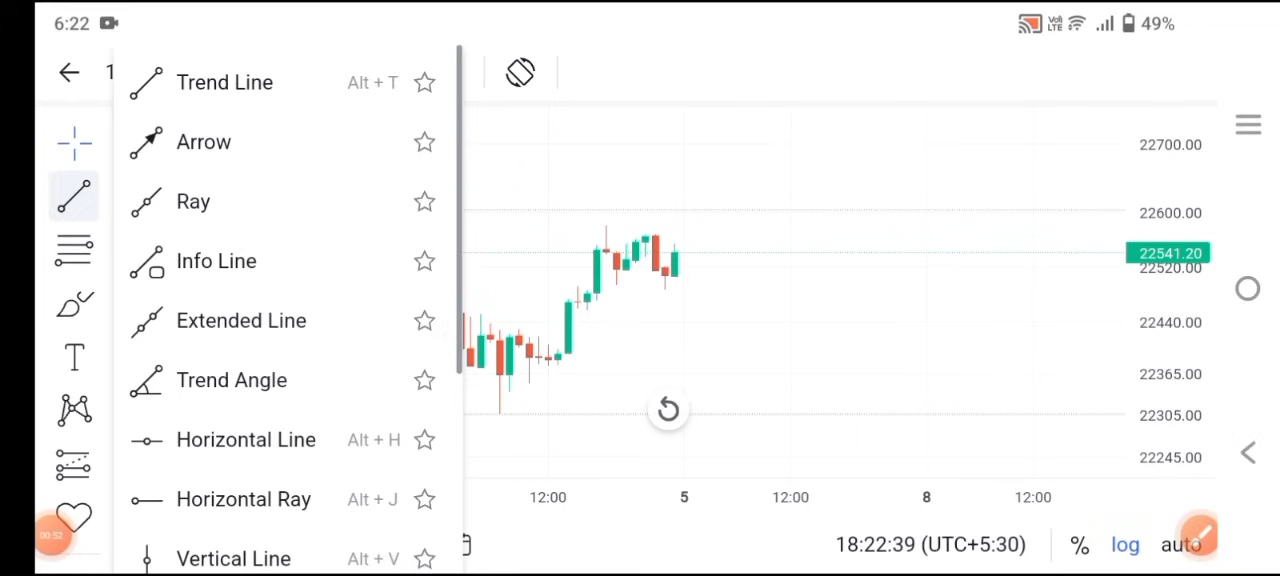 6:22
Vo) LTE 49%
1
Trend Line Alt + T
Arrow
Ray
Info Line
Extended Line
Trend Angle
Horizontal Line Alt + H
Horizontal Ray Alt + J
Vertical Line Alt + V
T
22700.00
22600.00
22541.20
22520.00
22440.00
22365.00
22305.00
22245.00
12:00 5 12:00 8 12:00
00:52
18:22:39 (UTC+5:30) % log auto